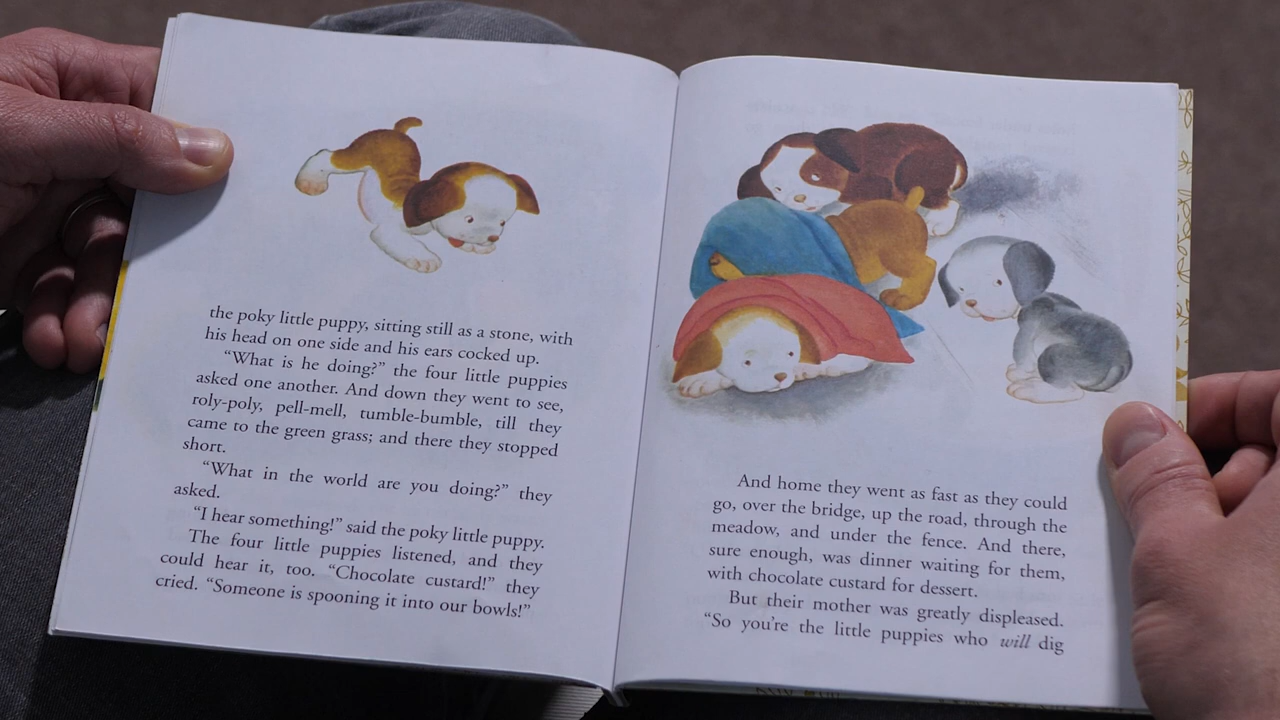 the poky little puppy, sitting still as a stone, with
his head on one side and his ears cocked up.
“What is he doing?” the four little puppies
asked one another. And down they went to see,
roly-poly, pell-mell, tumble-bumble, till they
came to the green grass; and there they stopped
short.
“What in the world are you doing?” they
asked.
“I hear something!” said the poky little puppy.
The four little puppies listened, and they
could hear it, too. “Chocolate custard!” they
cried. “Someone is spooning it into our bowls!”
And home they went as fast as they could
go, over the bridge, up the road, through the
meadow, and under the fence. And there,
sure enough, was dinner waiting for them,
with chocolate custard for dessert.
But their mother was greatly displeased.
“So you’re the little puppies who will dig